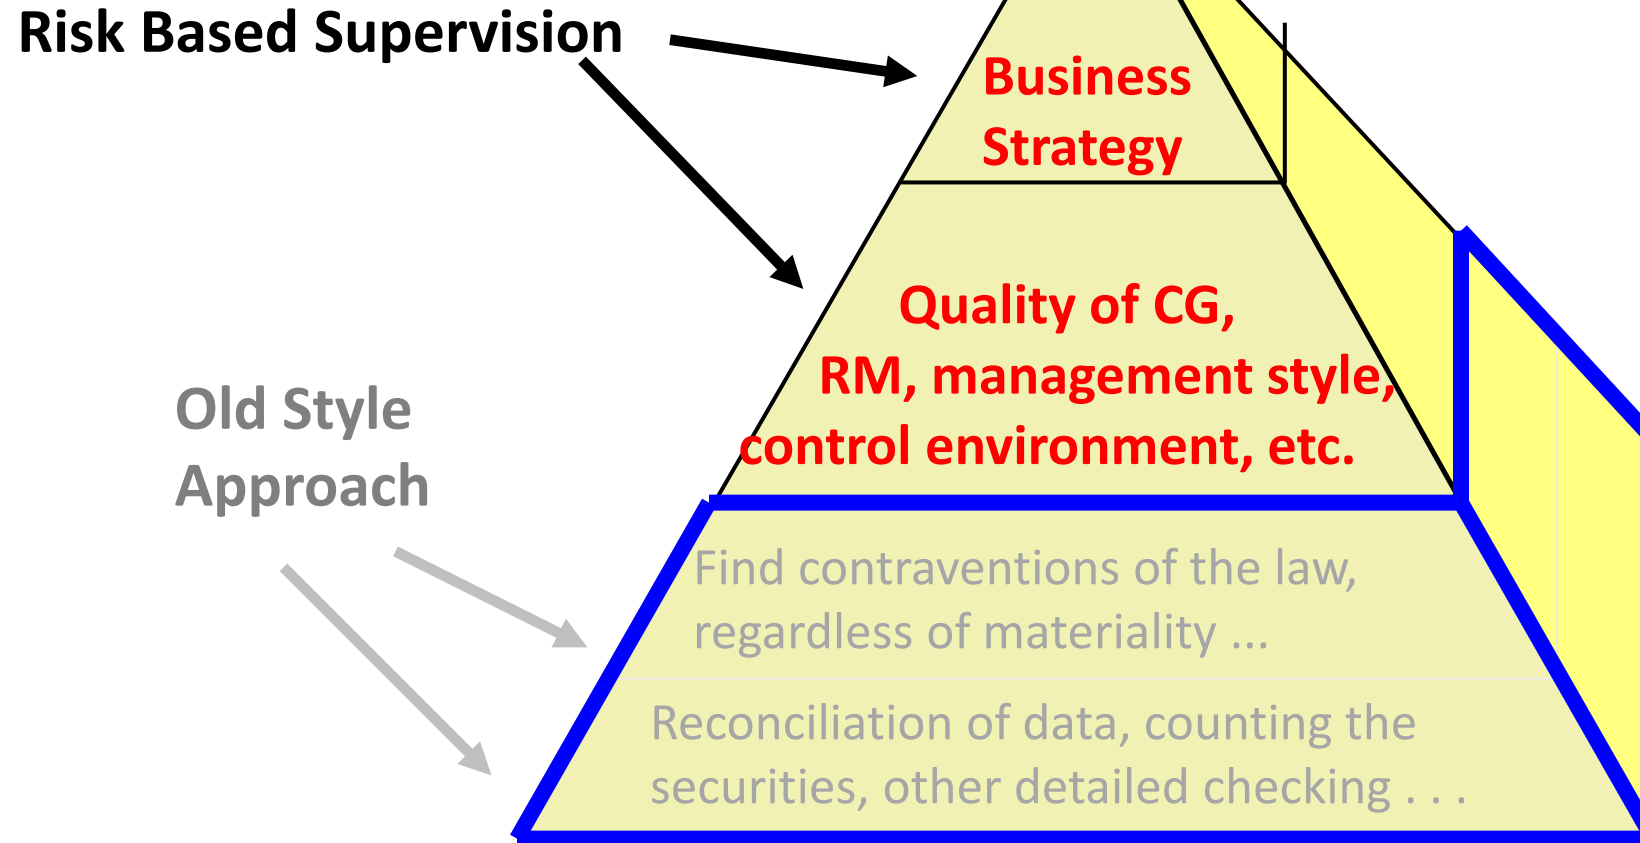 Risk Based Supervision
Business
Strategy
Quality of CG,
RM, management style,
control environment, etc.
Old Style
Approach
Find contraventions of the law,
regardless of materiality ...
Reconciliation of data, counting the
securities, other detailed checking . . .